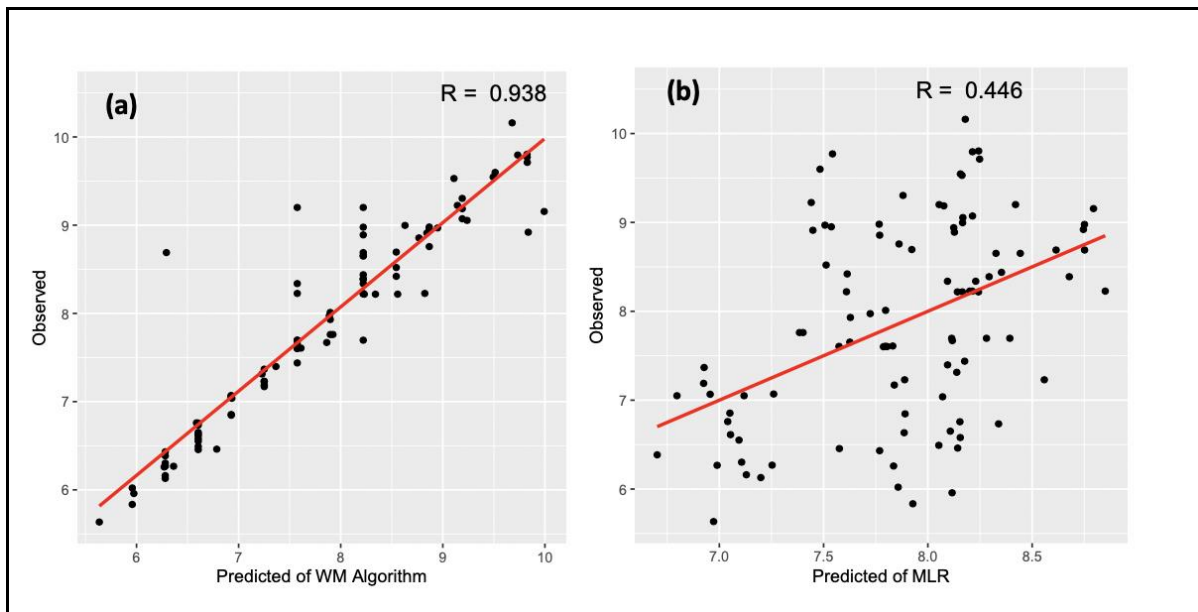 (a)
R = 0.938
10
9
8
7
6
Observed
6
7
8
9
10
Predicted of WM Algorithm
(b)
R = 0.446
10
9
8
7
6
Observed
7.0
7.5
8.0
8.5
Predicted of MLR